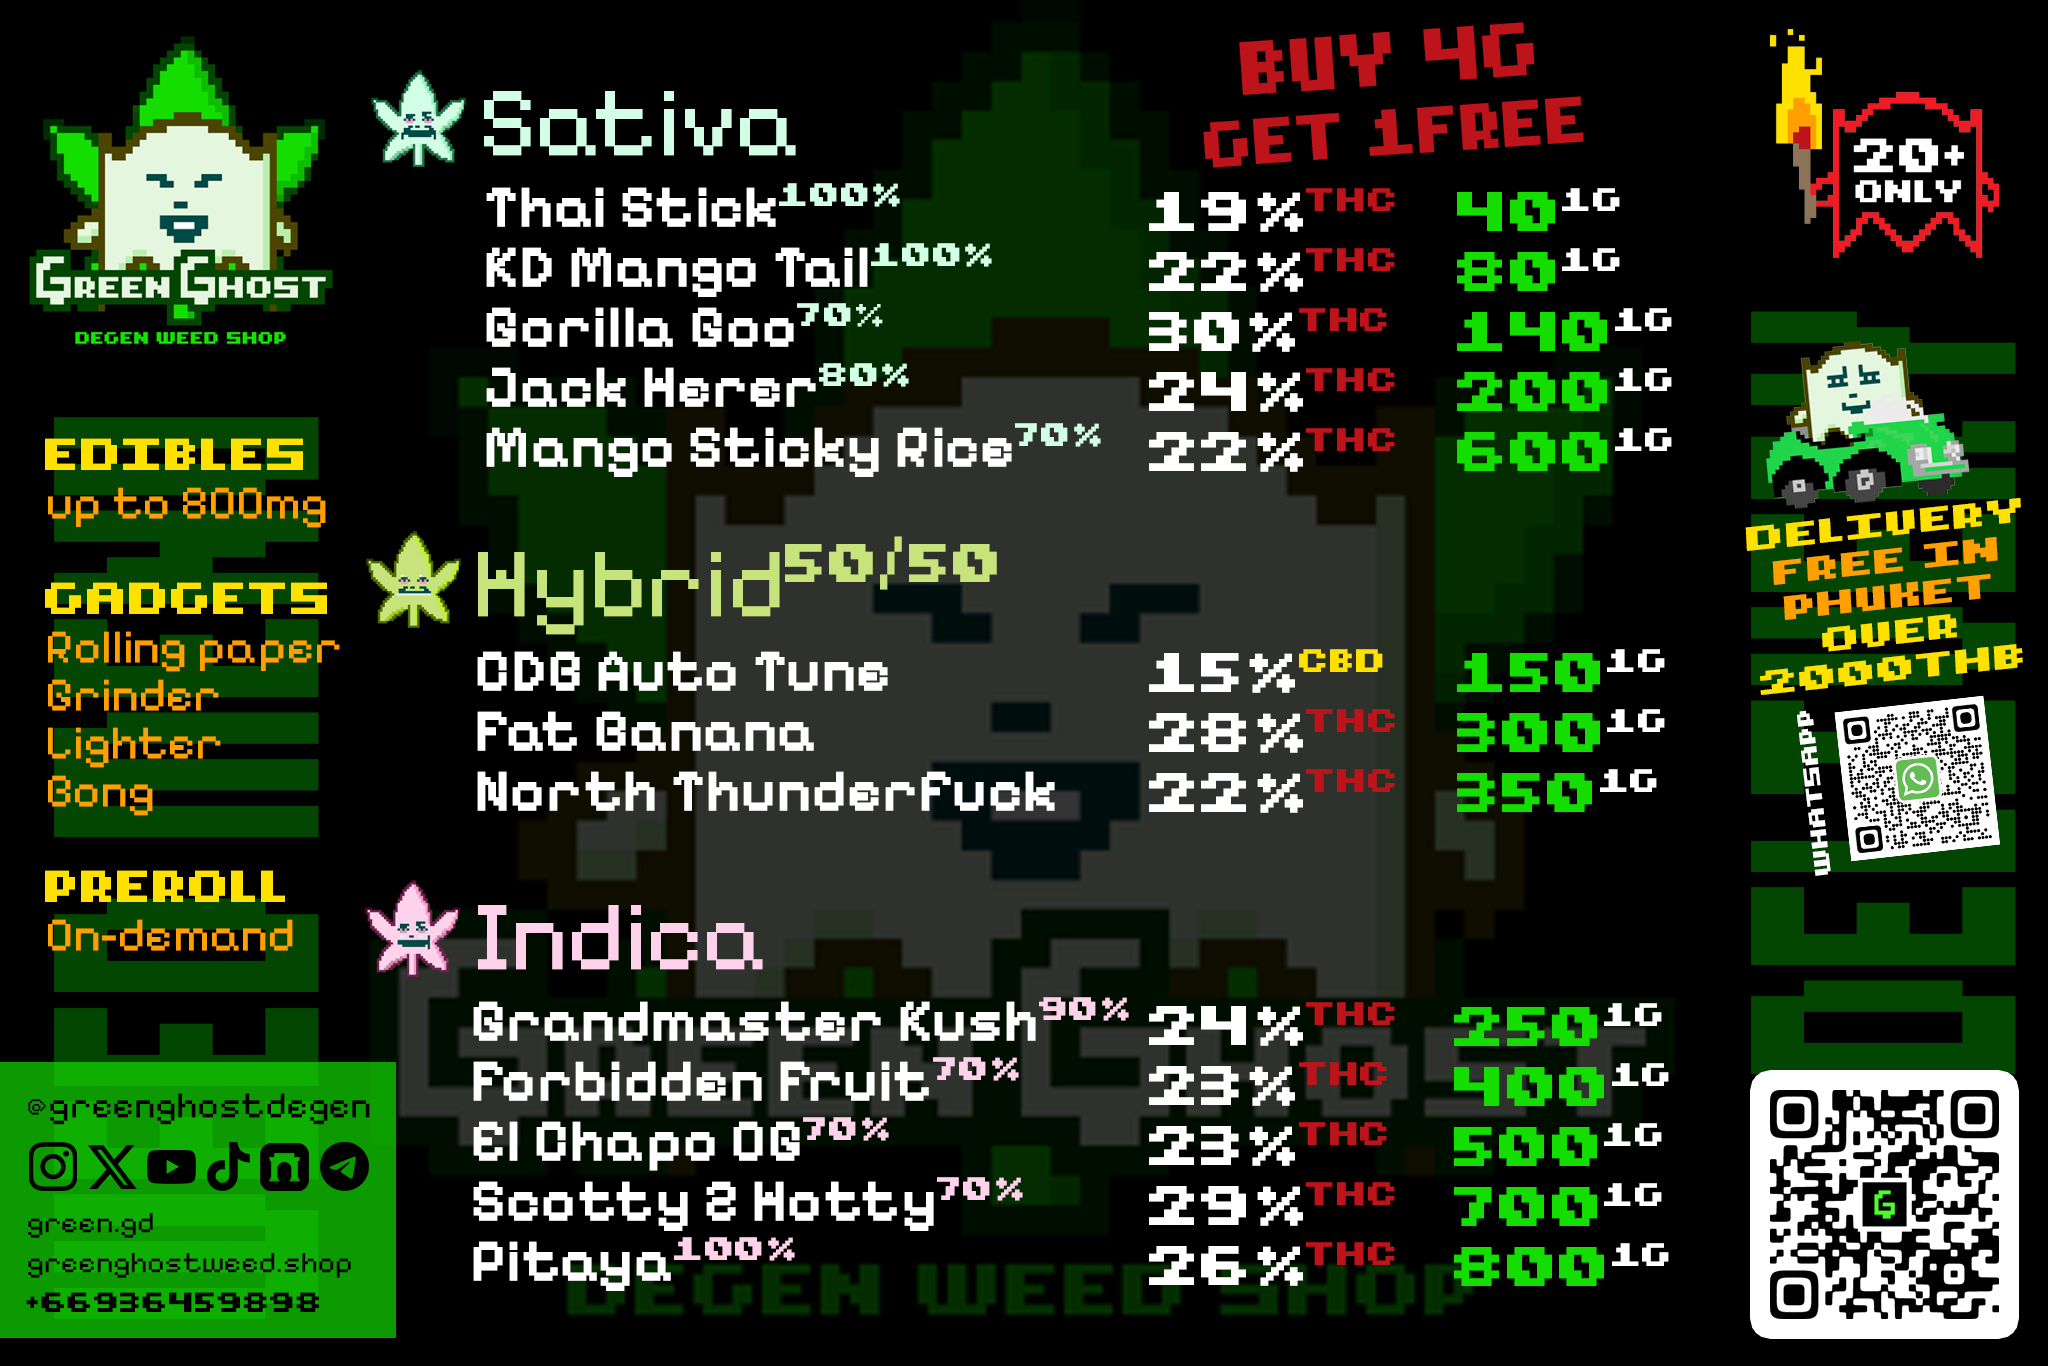 GREEN GHOST
DEGEN WEED SHOP
EDIBLES
up to 800mg
GADGETS
Rolling paper
Grinder
Lighter
Bong
PREROLL
On-demand
@greenghostdegen
green.gd
greenghostweed.shop
+66936459898
BUY 4G
GET 1FREE
Sativa
Thai Stick 100% 19% THC 40 1G
KD Mango Tail 100% 22% THC 80 1G
Gorilla Goo 70% 30% THC 140 1G
Jack Herer 80% 24% THC 200 1G
Mango Sticky Rice 70% 22% THC 600 1G
Hybrid 50/50
CDG Auto Tune 15% CBD 150 1G
Fat Banana 28% THC 300 1G
North Thunderfuck 22% THC 350 1G
Indica
Grandmaster Kush 90% 24% THC 250 1G
Forbidden Fruit 70% 23% THC 400 1G
El Chapo OG 70% 23% THC 500 1G
Scotty 2 Hotty 70% 29% THC 700 1G
Pitaya 100% 26% THC 800 1G
GREEN GHOST
DEGEN WEED SHOP
20+
ONLY
DELIVERY
FREE IN
PHUKET
OVER
2000THB
WHATSAPP
G